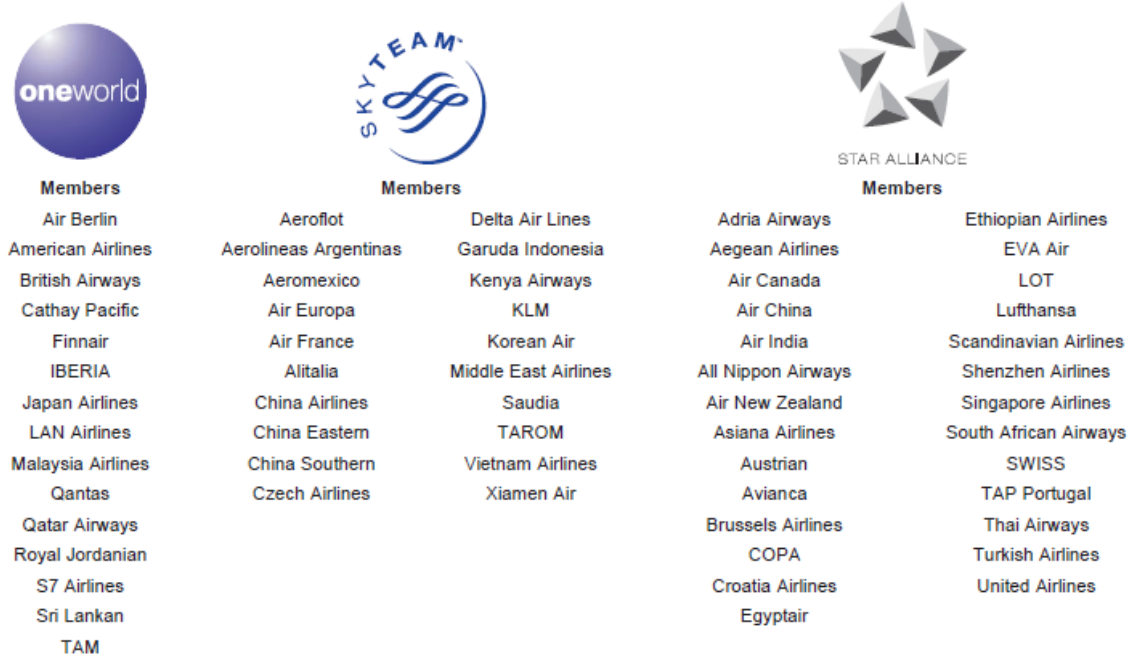 oneworld
SKYTEAM
STAR ALLIANCE
Members
Air Berlin
American Airlines
British Airways
Cathay Pacific
Finnair
IBERIA
Japan Airlines
LAN Airlines
Malaysia Airlines
Qantas
Qatar Airways
Royal Jordanian
S7 Airlines
Sri Lankan
TAM
Members
Aeroflot
Aerolineas Argentinas
Aeromexico
Air Europa
Air France
Alitalia
China Airlines
China Eastern
China Southern
Czech Airlines
Delta Air Lines
Garuda Indonesia
Kenya Airways
KLM
Korean Air
Middle East Airlines
Saudia
TAROM
Vietnam Airlines
Xiamen Air
Members
Adria Airways
Aegean Airlines
Air Canada
Air China
Air India
All Nippon Airways
Air New Zealand
Asiana Airlines
Austrian
Avianca
Brussels Airlines
COPA
Croatia Airlines
Egyptair
Ethiopian Airlines
EVA Air
LOT
Lufthansa
Scandinavian Airlines
Shenzhen Airlines
Singapore Airlines
South African Airways
SWISS
TAP Portugal
Thai Airways
Turkish Airlines
United Airlines